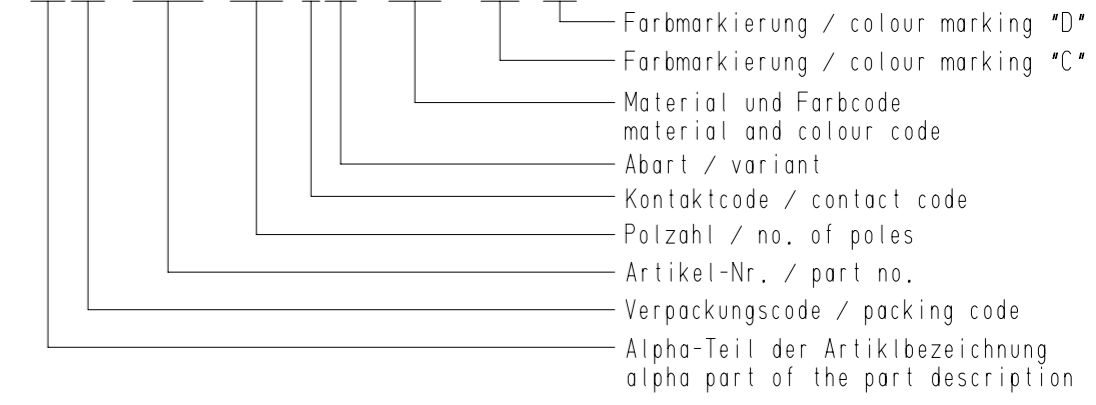 Farbmarkierung / colour marking "D"
Farbmarkierung / colour marking "C"
Material und Farbcode
material and colour code
Abart / variant
Kontaktcode / contact code
Polzahl / no. of poles
Artikel-Nr. / part no.
Verpackungscode / packing code
Alpha-Teil der Artiklbezeichnung
alpha part of the part description